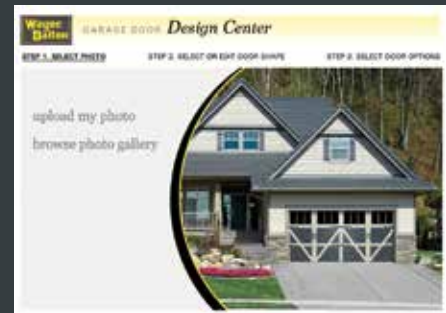 Wayne Dalton
GARAGE DOOR Design Center
STEP 1. SELECT PHOTO STEP 2. SELECT OR EDIT DOOR SHAPE STEP 3. SELECT DOOR OPTIONS
upload my photo
browse photo gallery